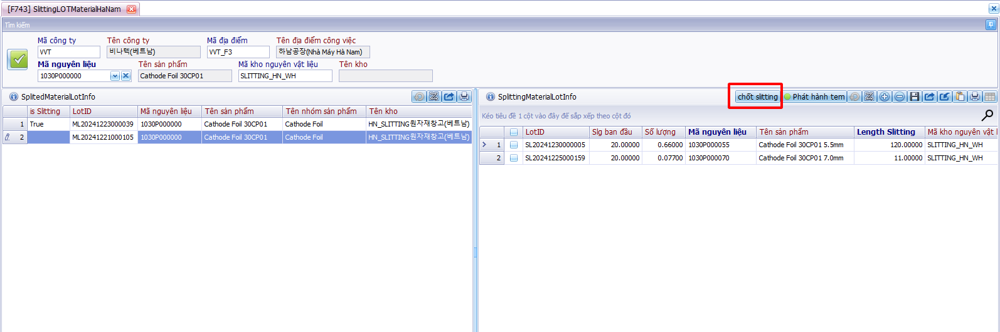 [F743] SlittingLOTMaterialHaNam
Tìm kiếm
Mã công ty Tên công ty Mã địa điểm Tên địa điểm công việc
VVT 비나텍(베트남) VVT_F3 하남공장(Nhà Máy Hà Nam)
Mã nguyên liệu Tên sản phẩm Mã kho nguyên vật liệu Tên kho
1030P000000 Cathode Foil 30CP01 SLITTING_HN_WH
SplitedMaterialLotInfo
is Slitting LotID Mã nguyên liệu Tên sản phẩm Tên nhóm sản phẩm Tên kho
1 True ML20241223000039 1030P000000 Cathode Foil 30CP01 Cathode Foil HN_SLITTING원자재창고(베트남)
2 ML20241221000105 1030P000000 Cathode Foil 30CP01 Cathode Foil HN_SLITTING원자재창고(베트남)
SplittingMaterialLotInfo chốt slitting Phát hành tem
Kéo tiêu đề 1 cột vào đây để sắp xếp theo cột đó
LotID Slg ban đầu Số lượng Mã nguyên liệu Tên sản phẩm Length Slitting Mã kho nguyên vật l
1 SL20241230000005 20.00000 0.66000 1030P000055 Cathode Foil 30CP01 5.5mm 120.00000 SLITTING_HN_WH
2 SL20241225000159 20.00000 0.07700 1030P000070 Cathode Foil 30CP01 7.0mm 11.00000 SLITTING_HN_WH